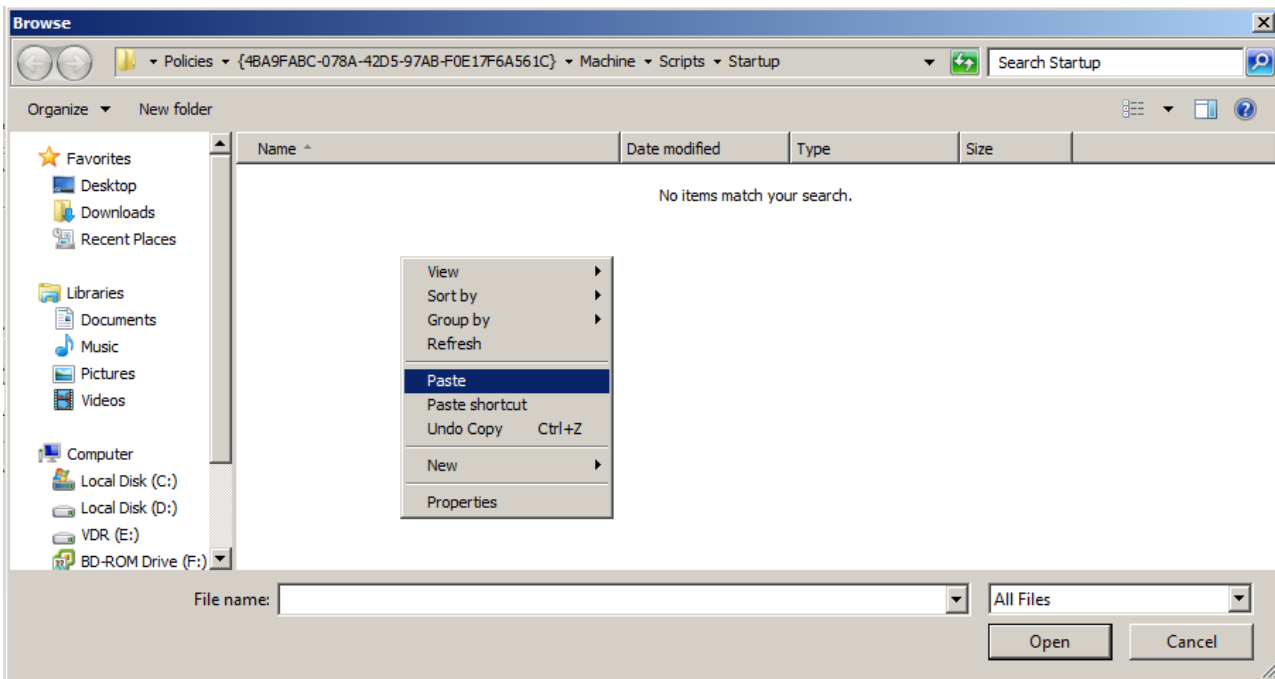 Browse
Policies {4BA9FABC-078A-42D5-97AB-F0E17F6A561C} Machine Scripts Startup
Search Startup
Organize New folder
Name Date modified Type Size
No items match your search.
Favorites
Desktop
Downloads
Recent Places
Libraries
Documents
Music
Pictures
Videos
Computer
Local Disk (C:)
Local Disk (D:)
VDR (E:)
BD-ROM Drive (F:)
View
Sort by
Group by
Refresh
Paste
Paste shortcut
Undo Copy Ctrl+Z
New
Properties
File name:
All Files
Open Cancel